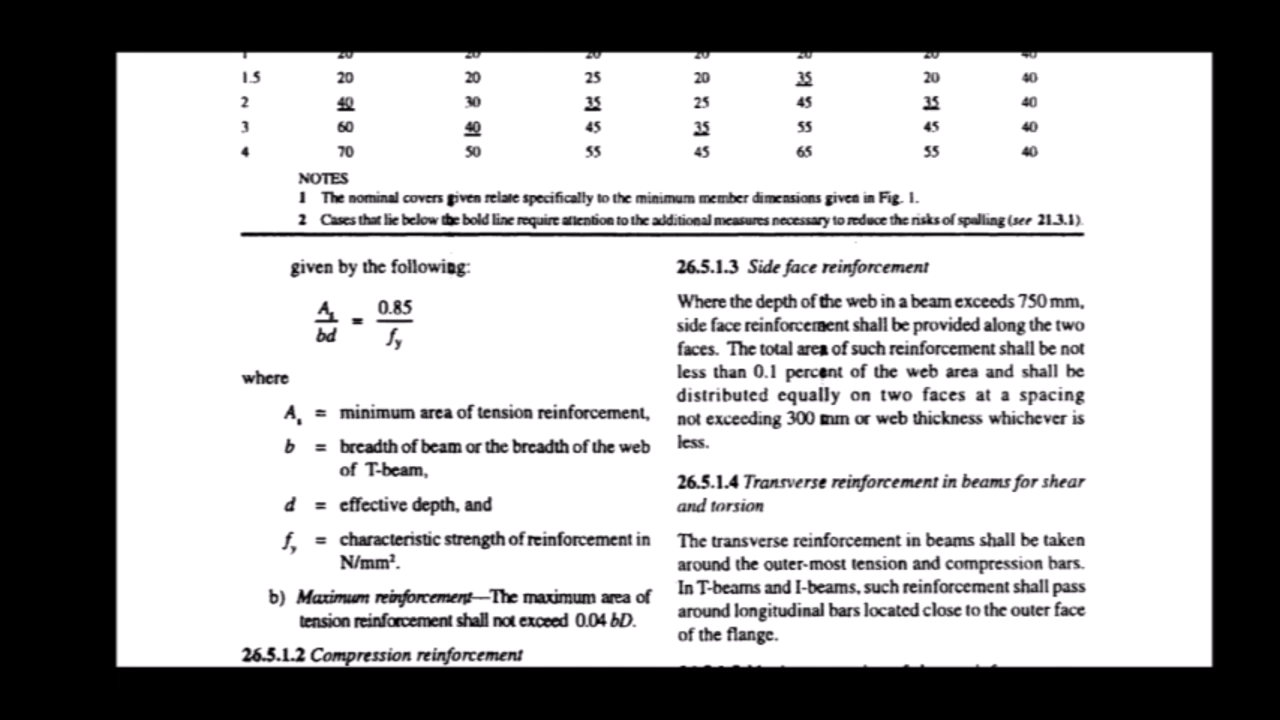 1.5 20 20 25 20 35 20 40
2 40 30 35 25 45 35 40
3 60 40 45 35 55 45 40
4 70 50 55 45 65 55 40
NOTES
1 The nominal covers given relate specifically to the minimum member dimensions given in Fig. 1.
2 Cases that lie below the bold line require attention to the additional measures necessary to reduce the risks of spalling (see 21.3.1).
given by the following:
As/bd = 0.85/fy
where
As = minimum area of tension reinforcement,
b = breadth of beam or the breadth of the web
of T-beam,
d = effective depth, and
fy = characteristic strength of reinforcement in
N/mm².
b) Maximum reinforcement—The maximum area of
tension reinforcement shall not exceed 0.04 bD.
26.5.1.2 Compression reinforcement
26.5.1.3 Side face reinforcement
Where the depth of the web in a beam exceeds 750 mm,
side face reinforcement shall be provided along the two
faces. The total area of such reinforcement shall be not
less than 0.1 percent of the web area and shall be
distributed equally on two faces at a spacing
not exceeding 300 mm or web thickness whichever is
less.
26.5.1.4 Transverse reinforcement in beams for shear
and torsion
The transverse reinforcement in beams shall be taken
around the outer-most tension and compression bars.
In T-beams and I-beams, such reinforcement shall pass
around longitudinal bars located close to the outer face
of the flange.